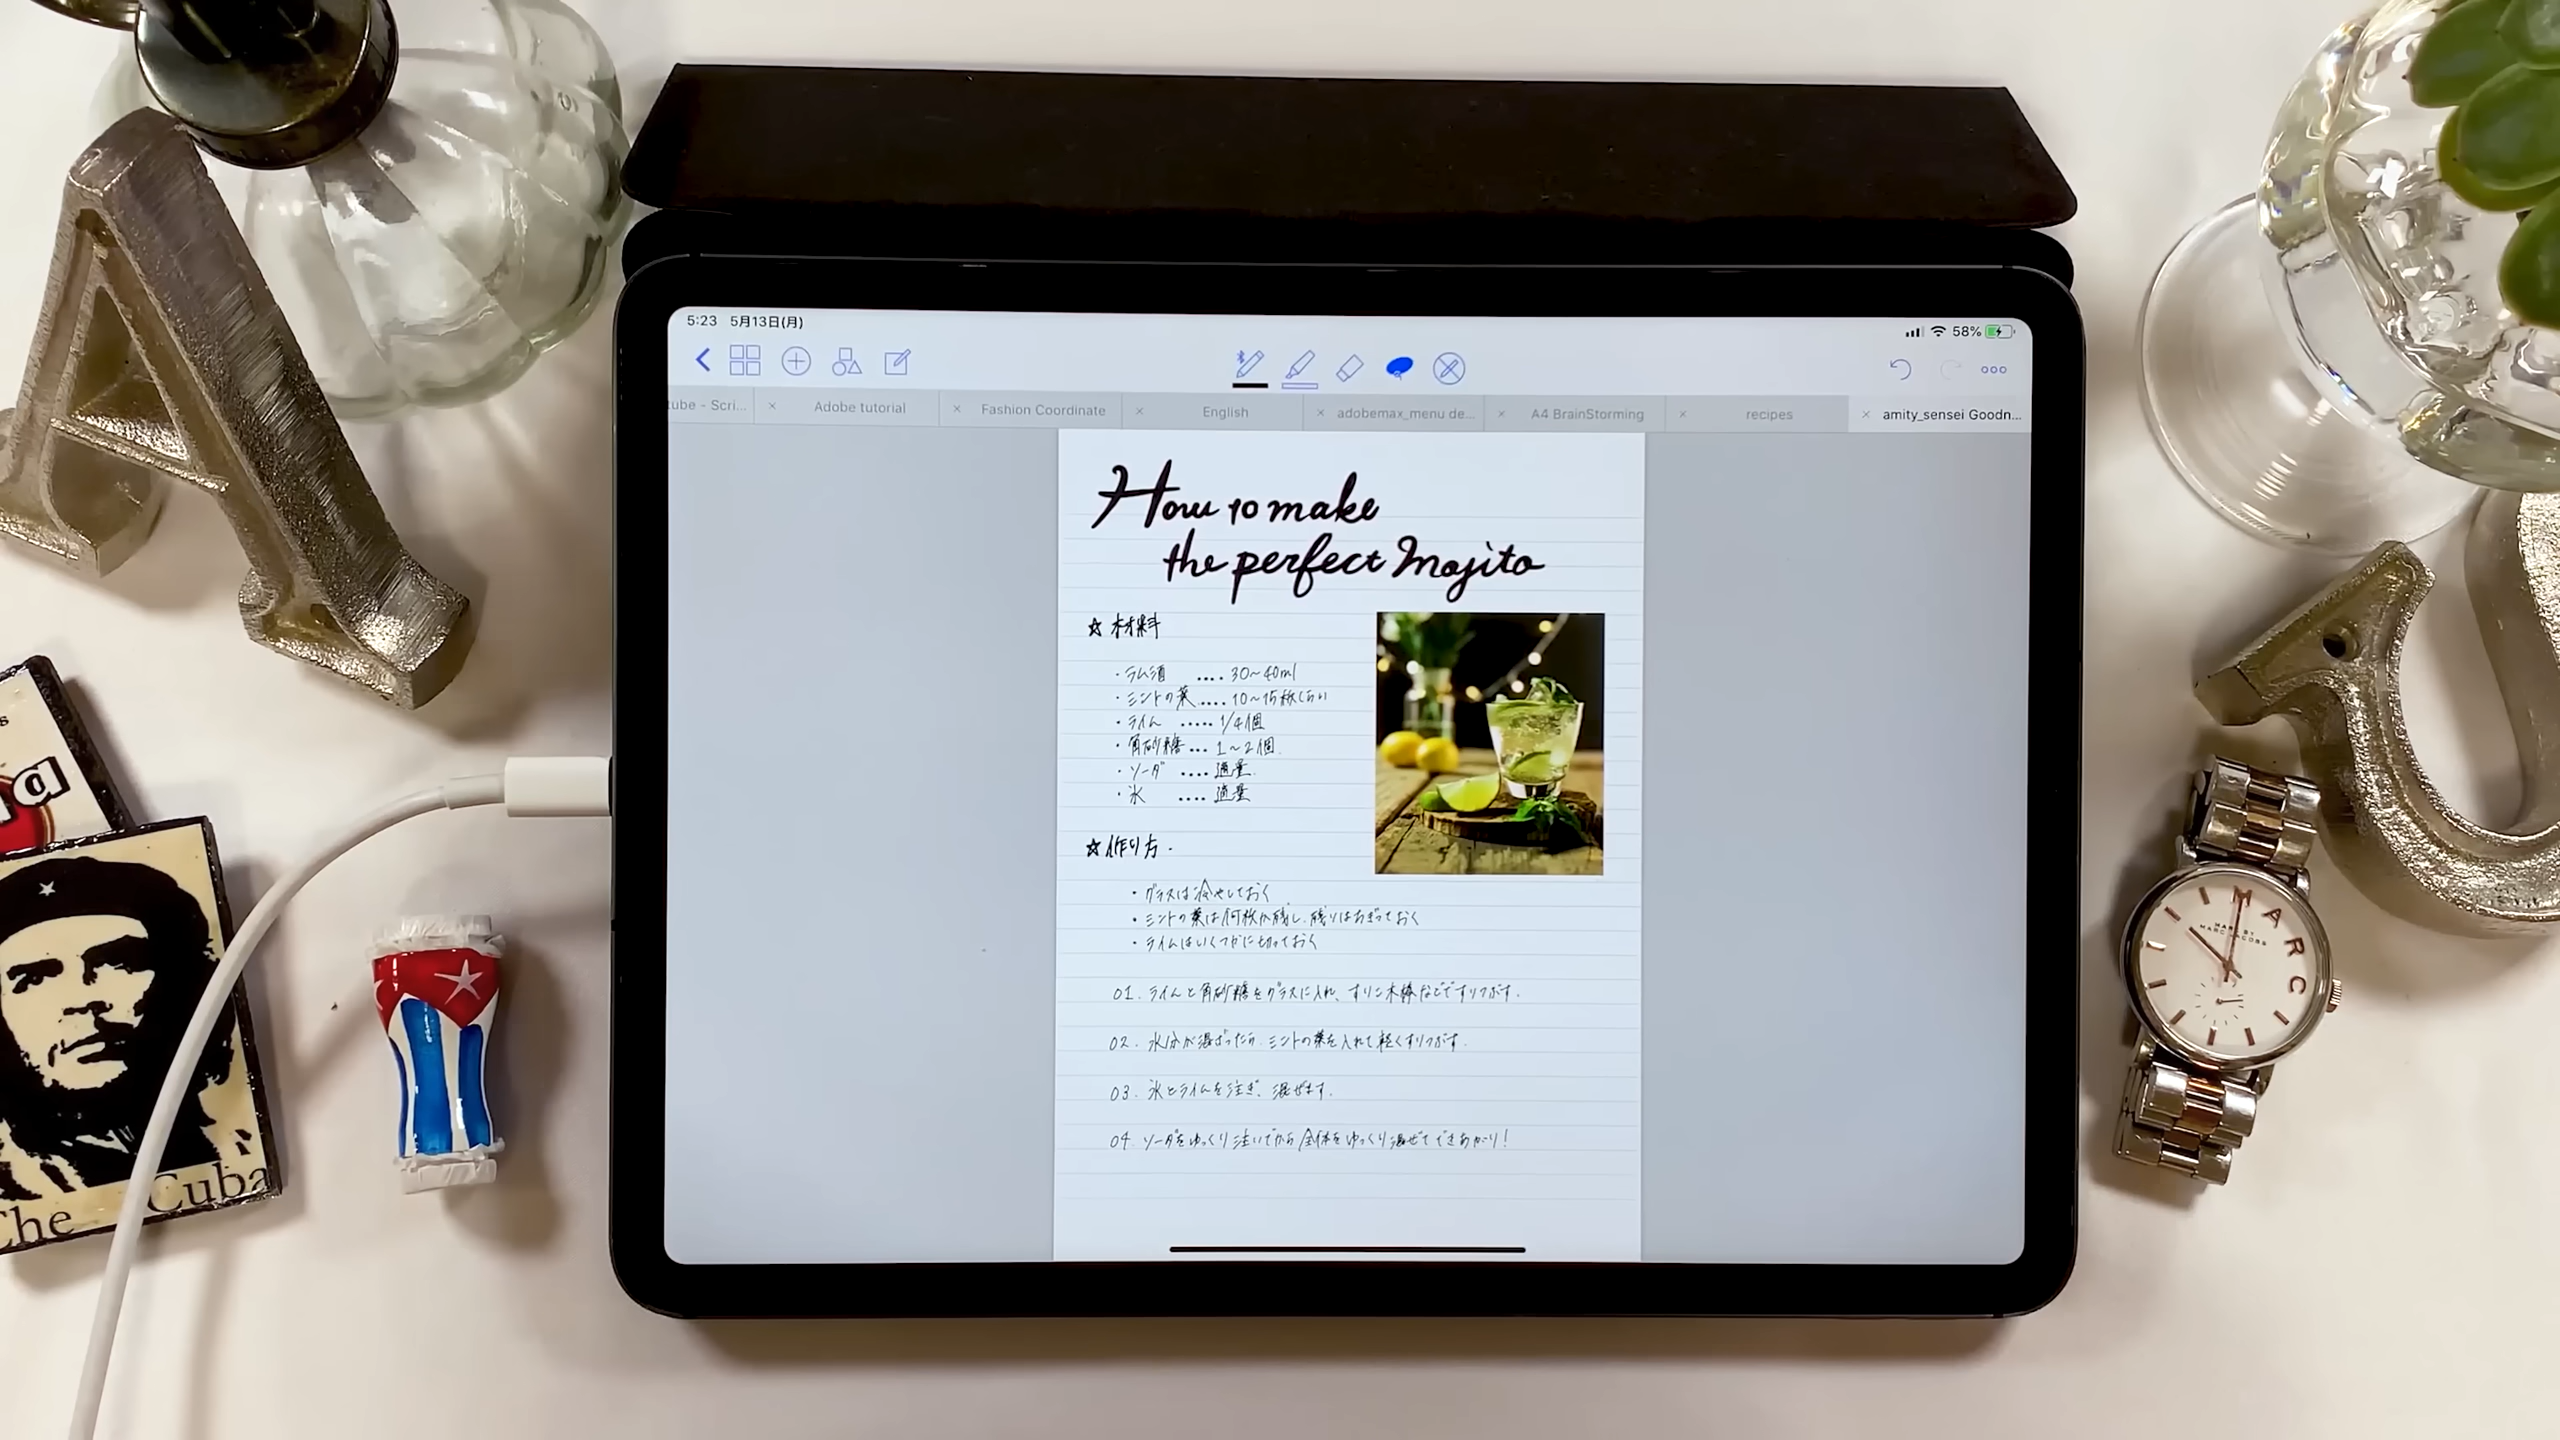 5:23 5月13日(月)
58%
tube - Scri...
Adobe tutorial
Fashion Coordinate
English
adobemax_menu de...
A4 BrainStorming
recipes
amity_sensei Goodn...
How to make
the perfect Mojito
☆ 材料
・ラム酒 .... 30~40ml
・ミントの葉 .... 10~15枚くらい
・ライム ..... 1/4個
・角砂糖 ... 1~2個.
・ソーダ .... 適量.
・氷 .... 適量
☆ 作り方.
・グラスは冷やしておく
・ミントの葉は何枚か残し、残りはちぎっておく
・ライムはいくつかに切っておく
01. ライムと角砂糖をグラスに入れ、すりこ木棒などですりつぶす.
02. 水分が混ざったら、ミントの葉を入れて軽くすりつぶす.
03. 氷とライムを注ぎ、混ぜます.
04. ソーダをゆっくり注いでから全体をゆっくり混ぜてできあがり!
A
s
a
Che Cuba
MARC
MARC BY
MARC JACOBS